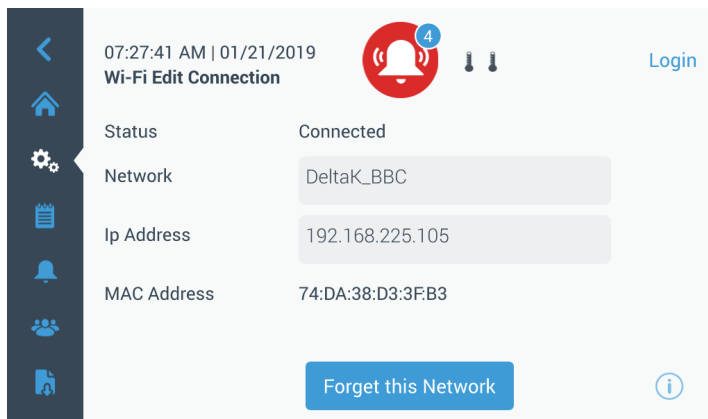 07:27:41 AM | 01/21/2019
4
Login
Wi-Fi Edit Connection
Status Connected
Network DeltaK_BBC
Ip Address 192.168.225.105
MAC Address 74:DA:38:D3:3F:B3
Forget this Network
i